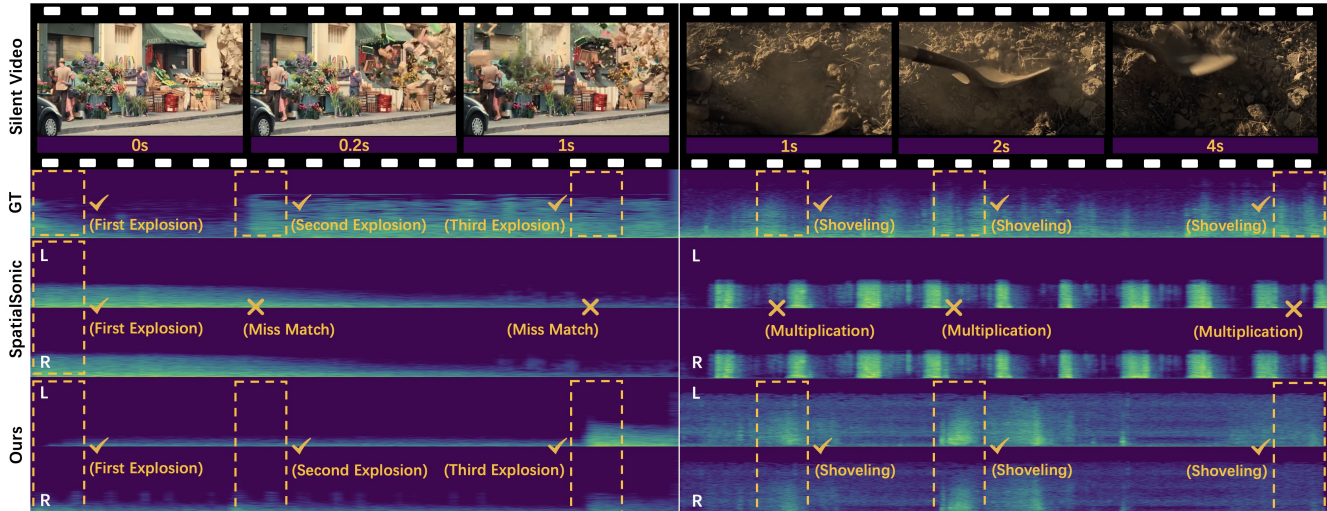 Silent Video
0s
0.2s
1s
1s
2s
4s
GT
(First Explosion)
(Second Explosion)
(Third Explosion)
(Shoveling)
(Shoveling)
(Shoveling)
SpatialSonic
L
R
(First Explosion)
(Miss Match)
(Miss Match)
L
R
(Multiplication)
(Multiplication)
(Multiplication)
Ours
L
R
(First Explosion)
(Second Explosion)
(Third Explosion)
L
R
(Shoveling)
(Shoveling)
(Shoveling)